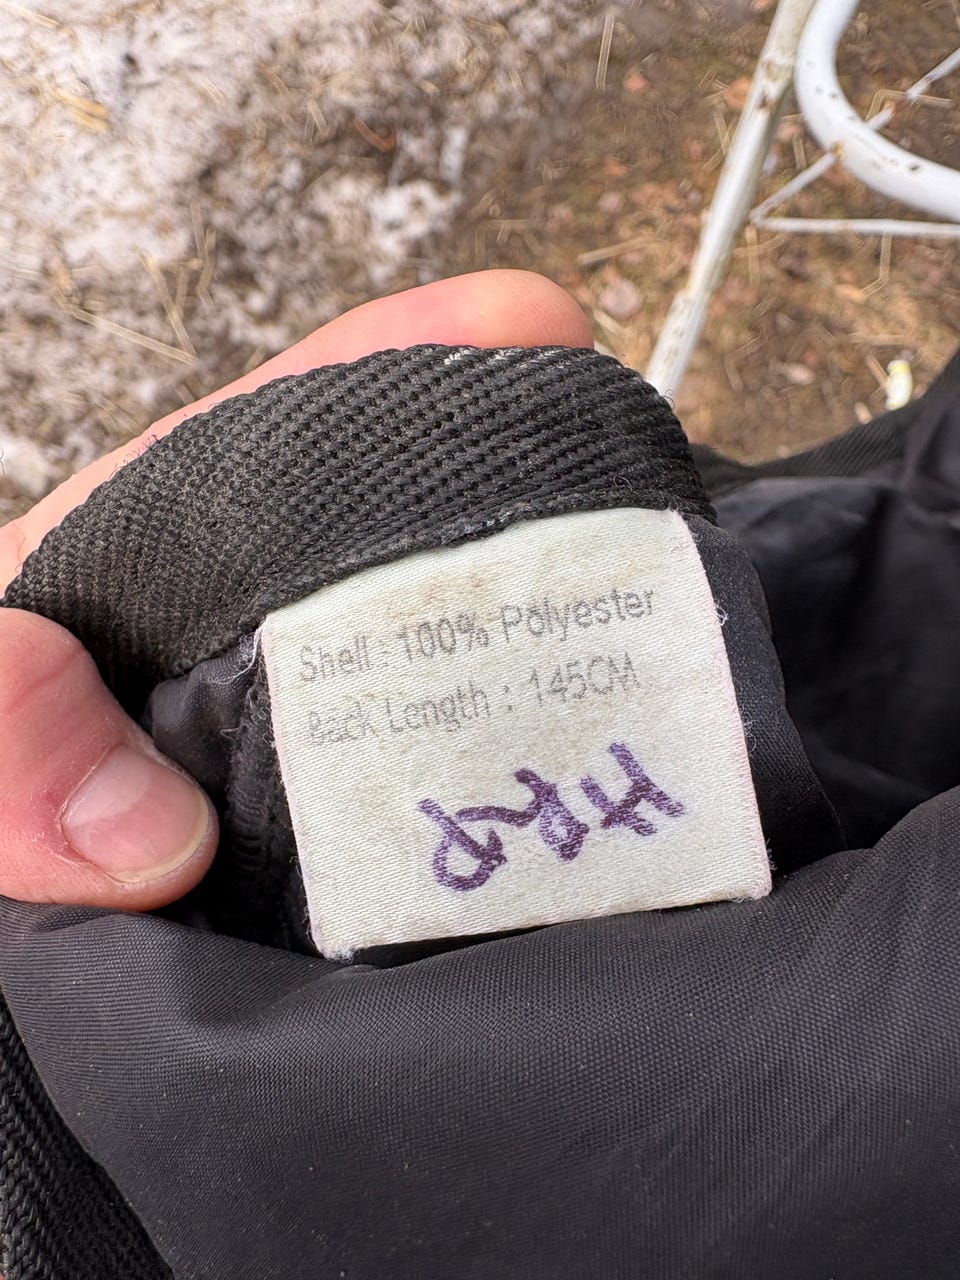 Shell : 100% Polyester
Back Length : 145CM